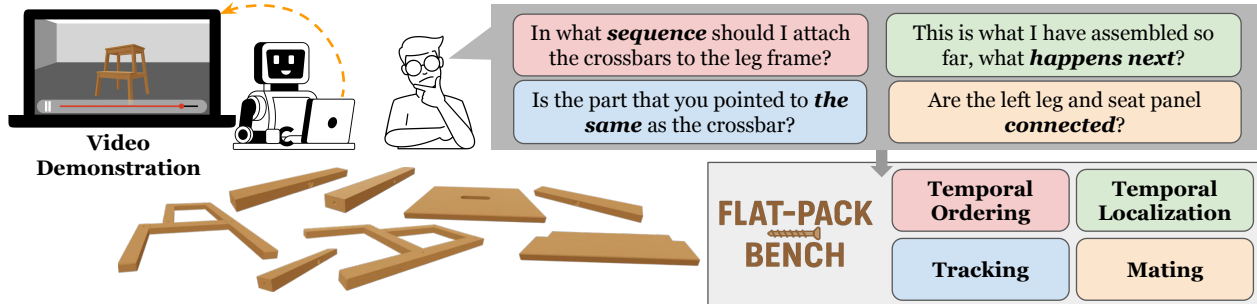 Video
Demonstration
In what sequence should I attach
the crossbars to the leg frame?
This is what I have assembled so
far, what happens next?
Is the part that you pointed to the
same as the crossbar?
Are the left leg and seat panel
connected?
FLAT-PACK
BENCH
Temporal
Ordering
Temporal
Localization
Tracking
Mating